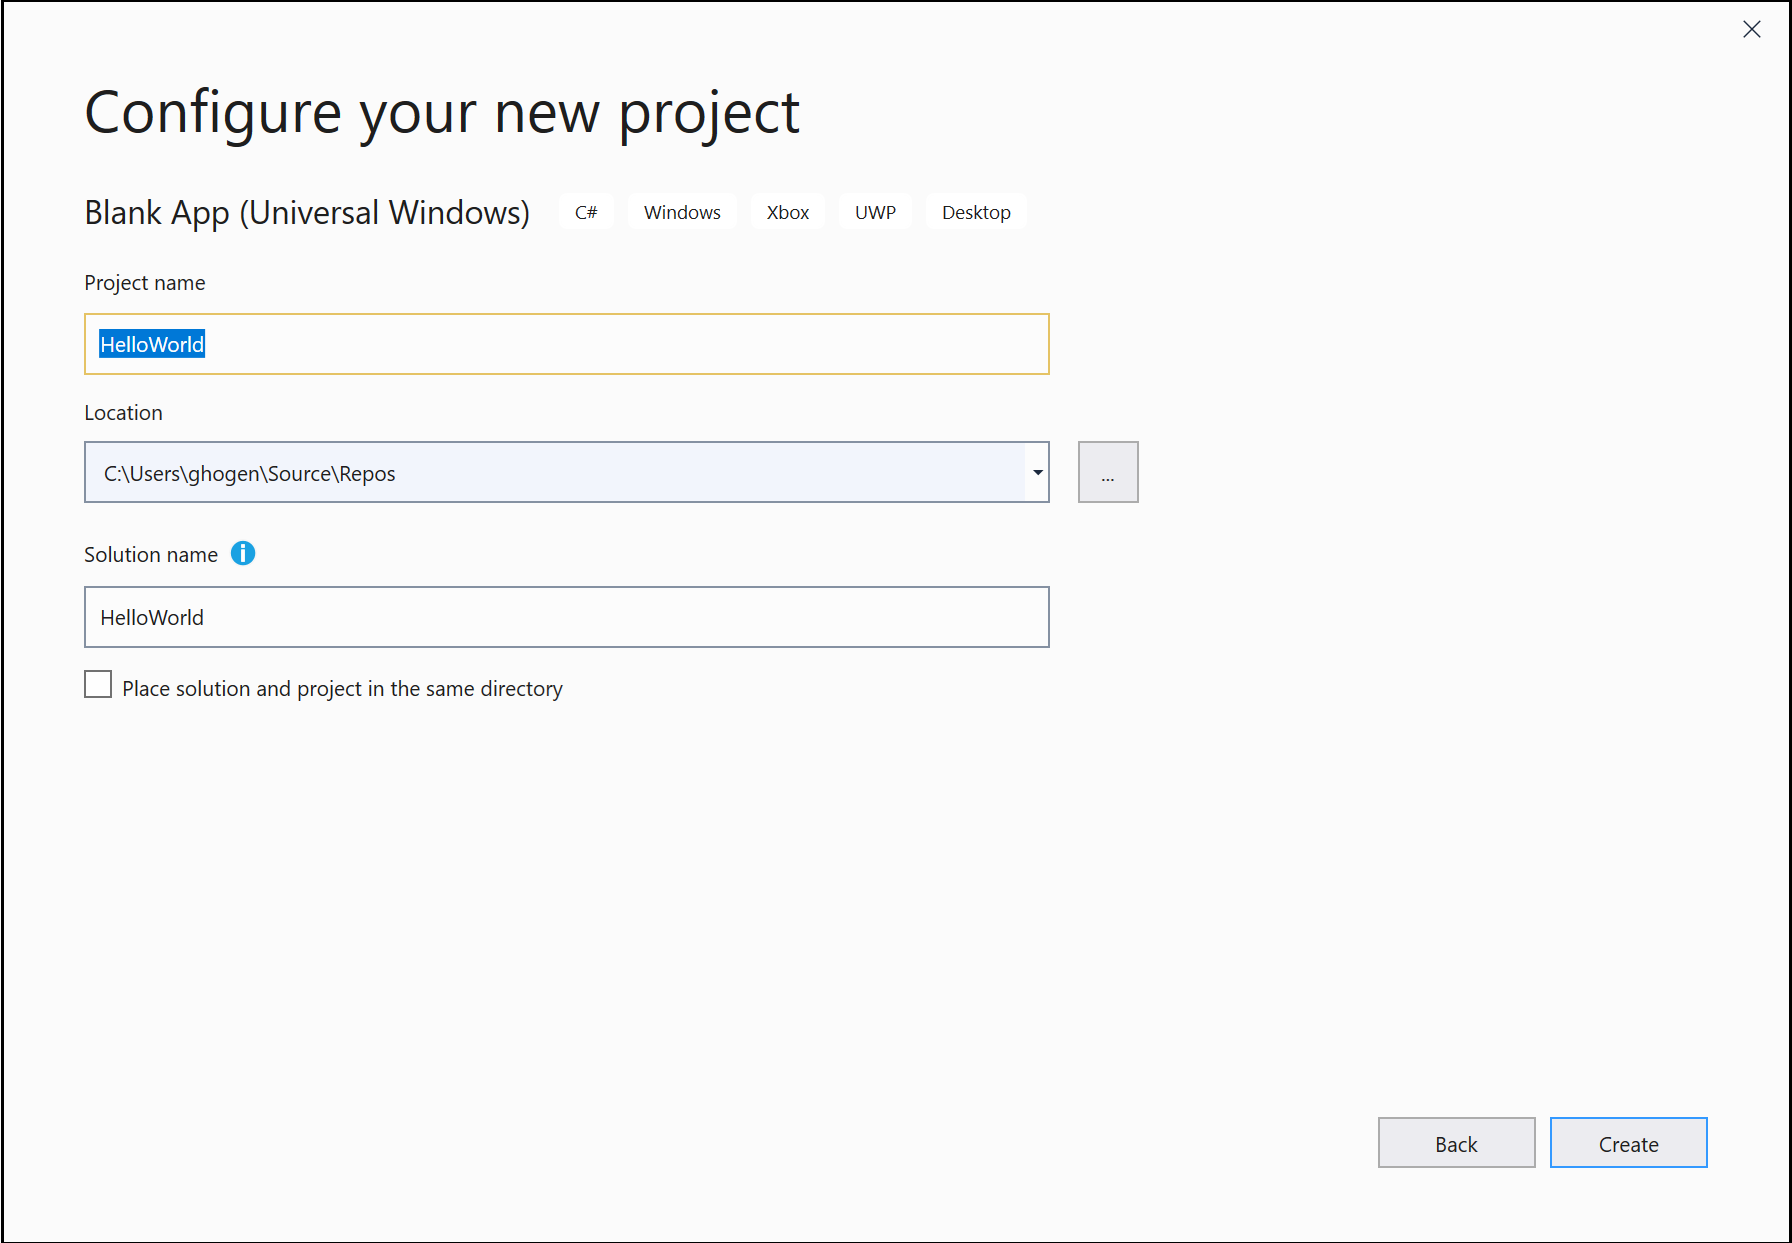 Configure your new project
Blank App (Universal Windows) C# Windows Xbox UWP Desktop
Project name
HelloWorld
Location
C:\Users\ghogen\Source\Repos
...
Solution name
HelloWorld
Place solution and project in the same directory
Back Create